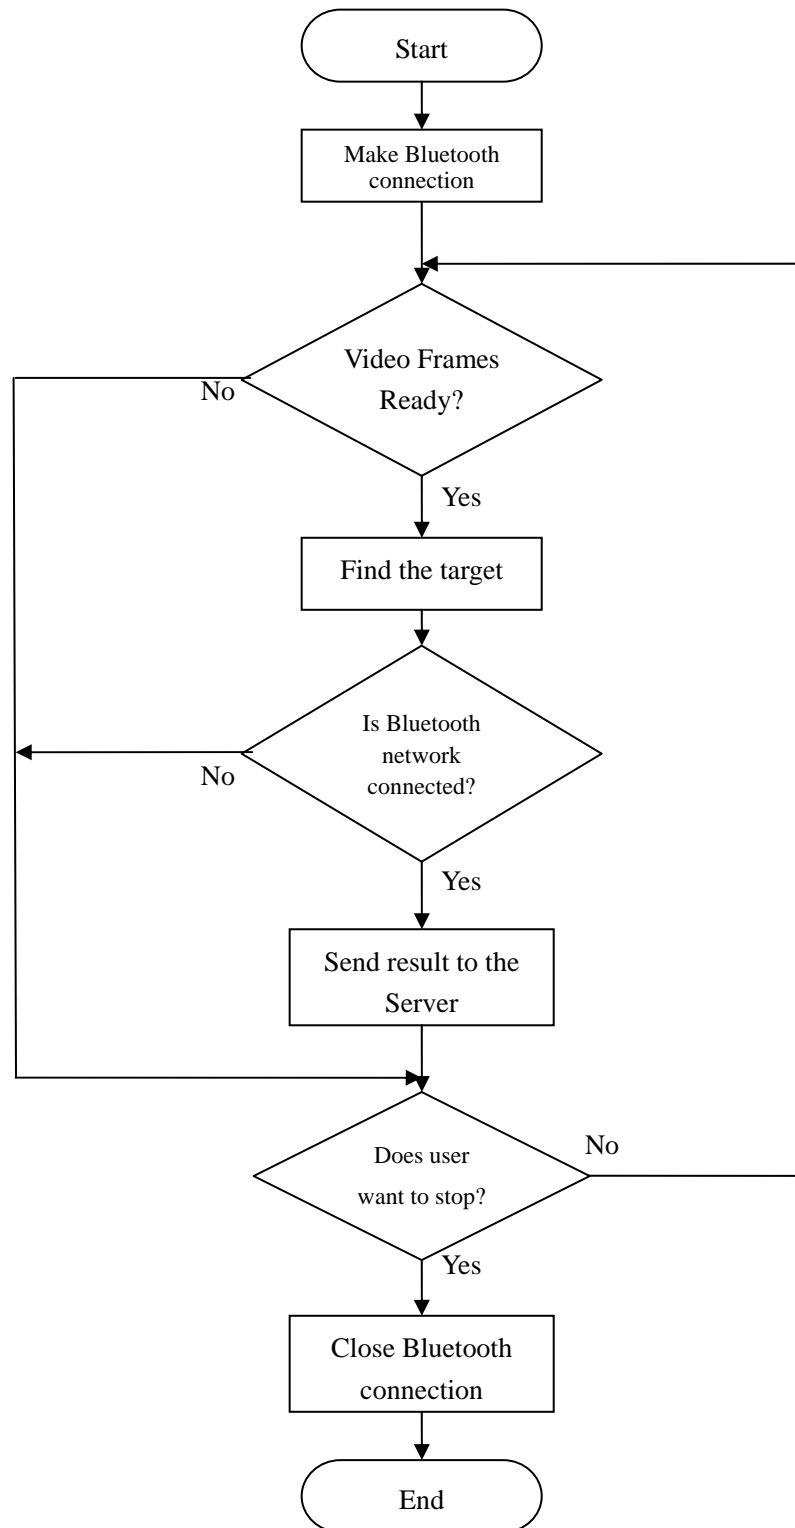 Start
Make Bluetooth
connection
Video Frames
Ready?
No
Yes
Find the target
Is Bluetooth
network
connected?
No
Yes
Send result to the
Server
Does user
want to stop?
No
Yes
Close Bluetooth
connection
End